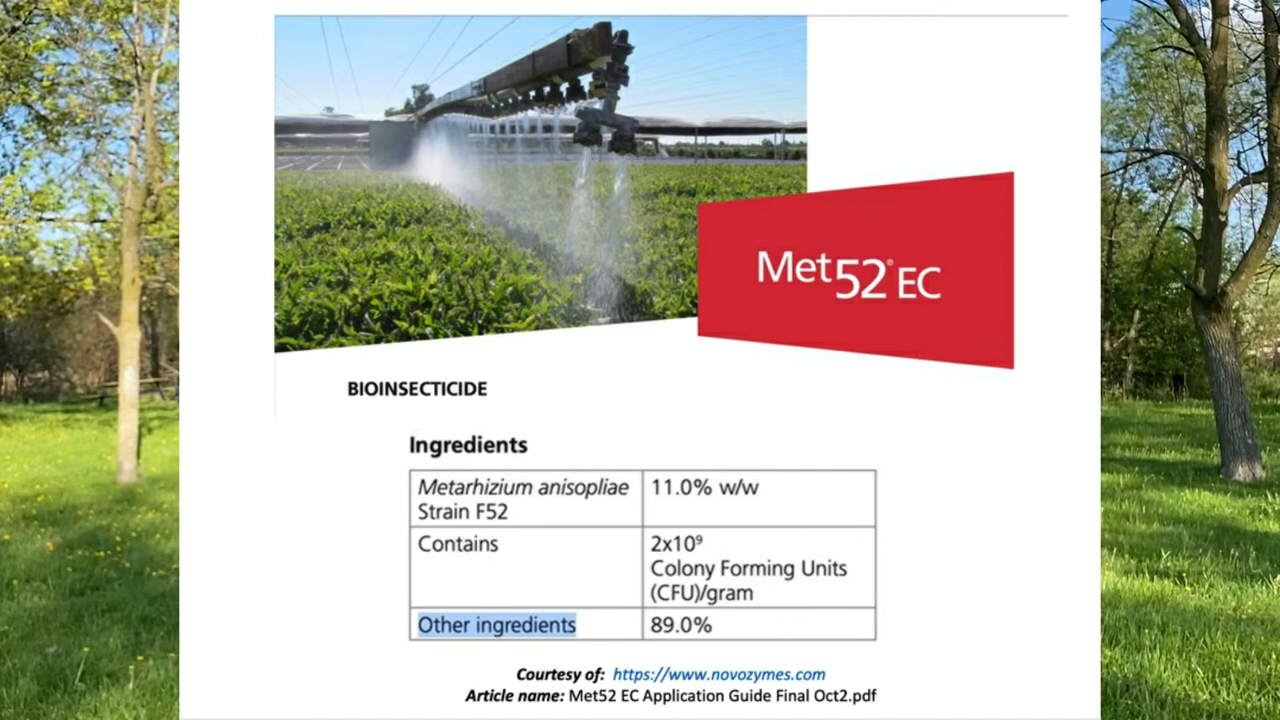 Met52® EC
BIOINSECTICIDE
Ingredients
Metarhizium anisopliae 11.0% w/w
Strain F52
Contains 2x10⁹
Colony Forming Units
(CFU)/gram
Other ingredients 89.0%
Courtesy of: https://www.novozymes.com
Article name: Met52 EC Application Guide Final Oct2.pdf